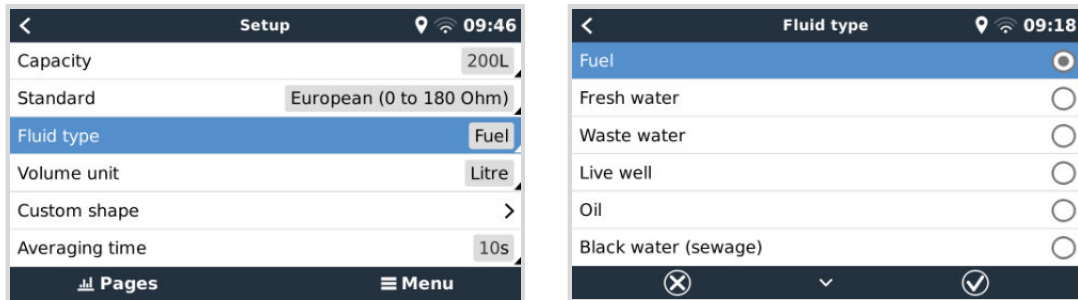 Setup 09:46
Capacity 200L
Standard European (0 to 180 Ohm)
Fluid type Fuel
Volume unit Litre
Custom shape
Averaging time 10s
Pages Menu
Fluid type 09:18
Fuel
Fresh water
Waste water
Live well
Oil
Black water (sewage)